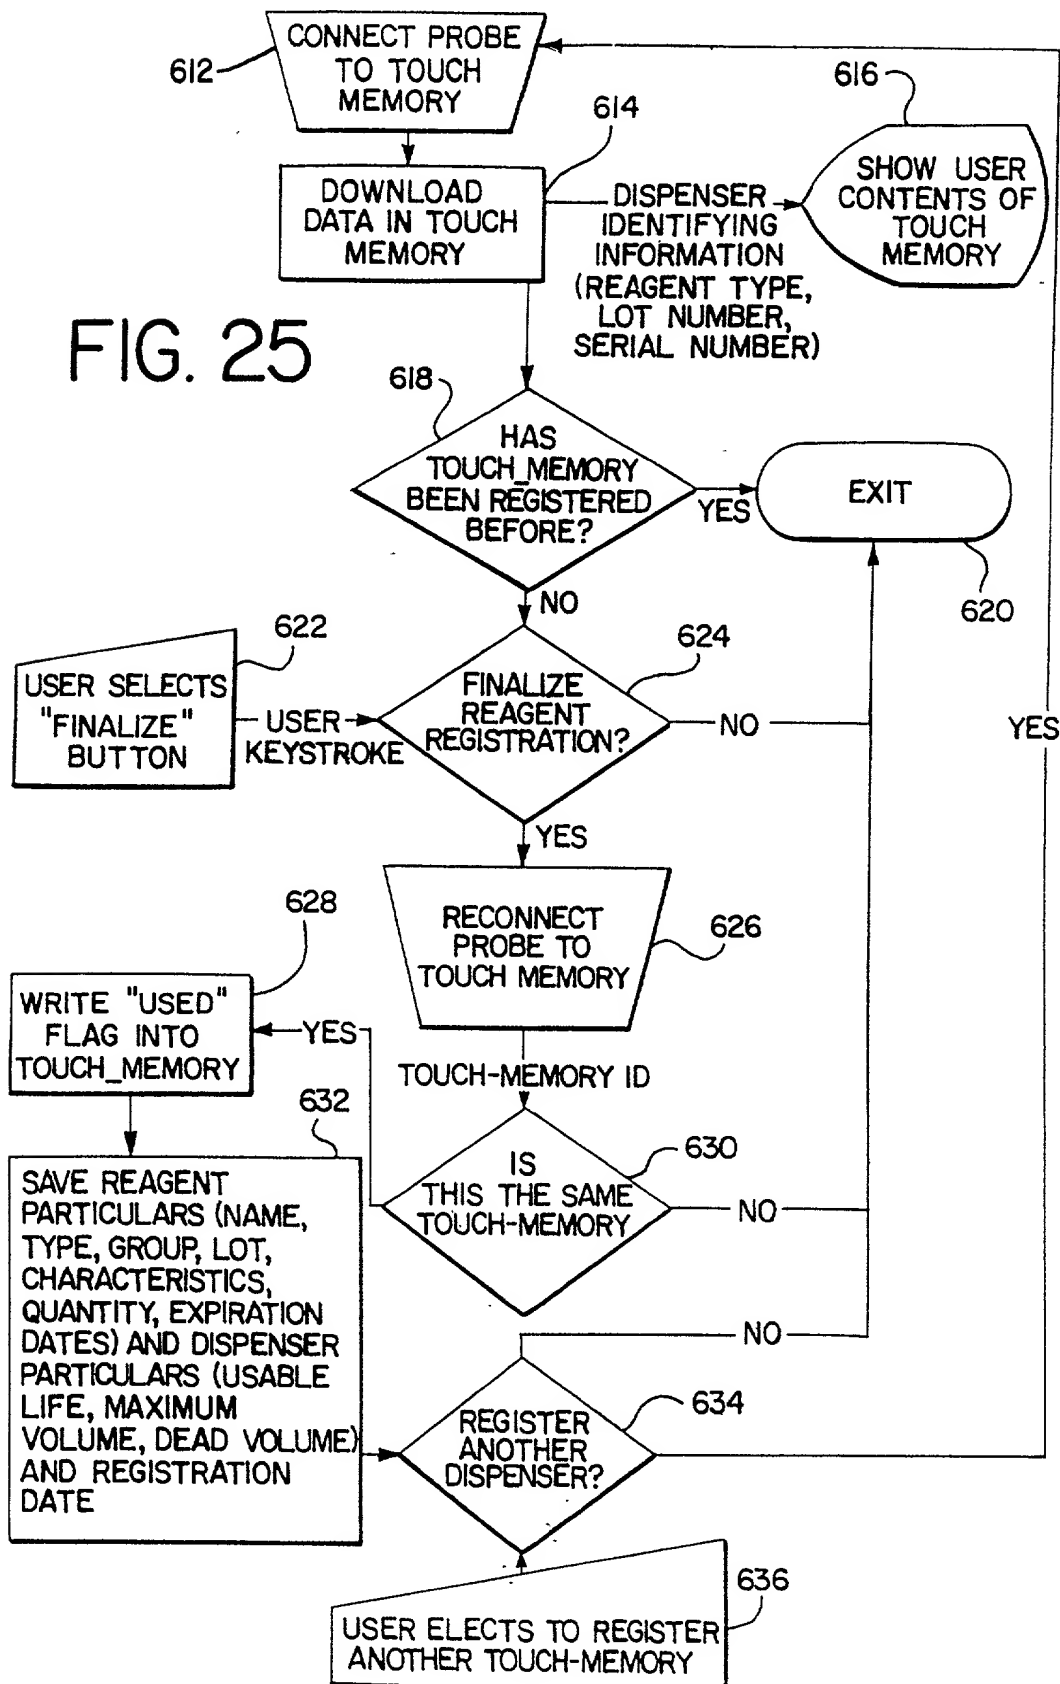 CONNECT PROBE
TO TOUCH
MEMORY
612
616
614
DOWNLOAD
DATA IN TOUCH
MEMORY
DISPENSER
IDENTIFYING
INFORMATION
(REAGENT TYPE,
LOT NUMBER,
SERIAL NUMBER)
SHOW USER
CONTENTS OF
TOUCH
MEMORY
FIG. 25
618
HAS
TOUCH_MEMORY
BEEN REGISTERED
BEFORE?
YES
EXIT
620
NO
622
USER SELECTS
"FINALIZE"
BUTTON
USER
KEYSTROKE
624
FINALIZE
REAGENT
REGISTRATION?
NO
YES
YES
628
RECONNECT
PROBE TO
TOUCH MEMORY
626
WRITE "USED"
FLAG INTO
TOUCH_MEMORY
YES
TOUCH-MEMORY ID
632
630
IS
THIS THE SAME
TOUCH-MEMORY
NO
SAVE REAGENT
PARTICULARS (NAME,
TYPE, GROUP, LOT,
CHARACTERISTICS,
QUANTITY, EXPIRATION
DATES) AND DISPENSER
PARTICULARS (USABLE
LIFE, MAXIMUM
VOLUME, DEAD VOLUME)
AND REGISTRATION
DATE
NO
634
REGISTER
ANOTHER
DISPENSER?
636
USER ELECTS TO REGISTER
ANOTHER TOUCH-MEMORY